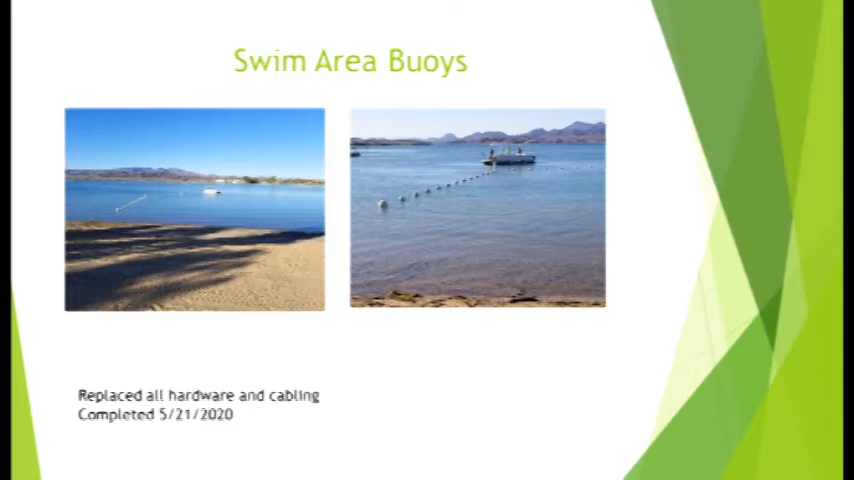 Swim Area Buoys
Replaced all hardware and cabling
Completed 5/21/2020